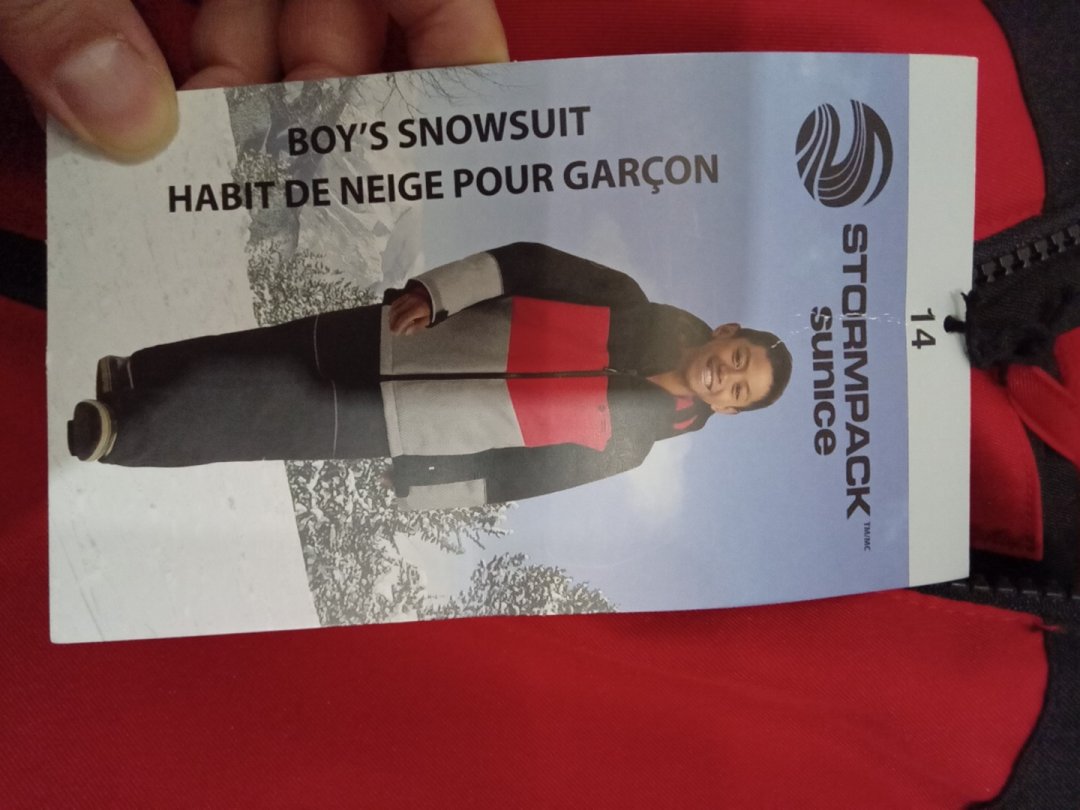 BOY'S SNOWSUIT
HABIT DE NEIGE POUR GARÇON
STORMPACK TM/MC
sunice
14